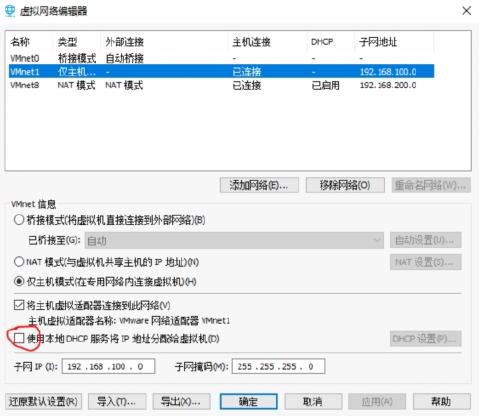 虚拟网络编辑器
名称 类型 外部连接 主机连接 DHCP 子网地址
VMnet0 桥接模式 自动桥接 - - -
VMnet1 仅主机... - 已连接 - 192.168.100.0
VMnet8 NAT 模式 NAT 模式 已连接 已启用 192.168.200.0
添加网络(E)... 移除网络(O) 重命名网络(W)...
VMnet 信息
桥接模式(将虚拟机直接连接到外部网络)(B)
已桥接至(G): 自动 自动设置(U)...
NAT 模式(与虚拟机共享主机的 IP 地址)(N) NAT 设置(S)...
仅主机模式(在专用网络内连接虚拟机)(H)
将主机虚拟适配器连接到此网络(V)
主机虚拟适配器名称: VMware 网络适配器 VMnet1
使用本地 DHCP 服务将 IP 地址分配给虚拟机(D) DHCP 设置(P)...
子网 IP (I): 192 .168 .100 . 0 子网掩码(M): 255 .255 .255 . 0
还原默认设置(R) 导入(T)... 导出(X)... 确定 取消 应用(A) 帮助